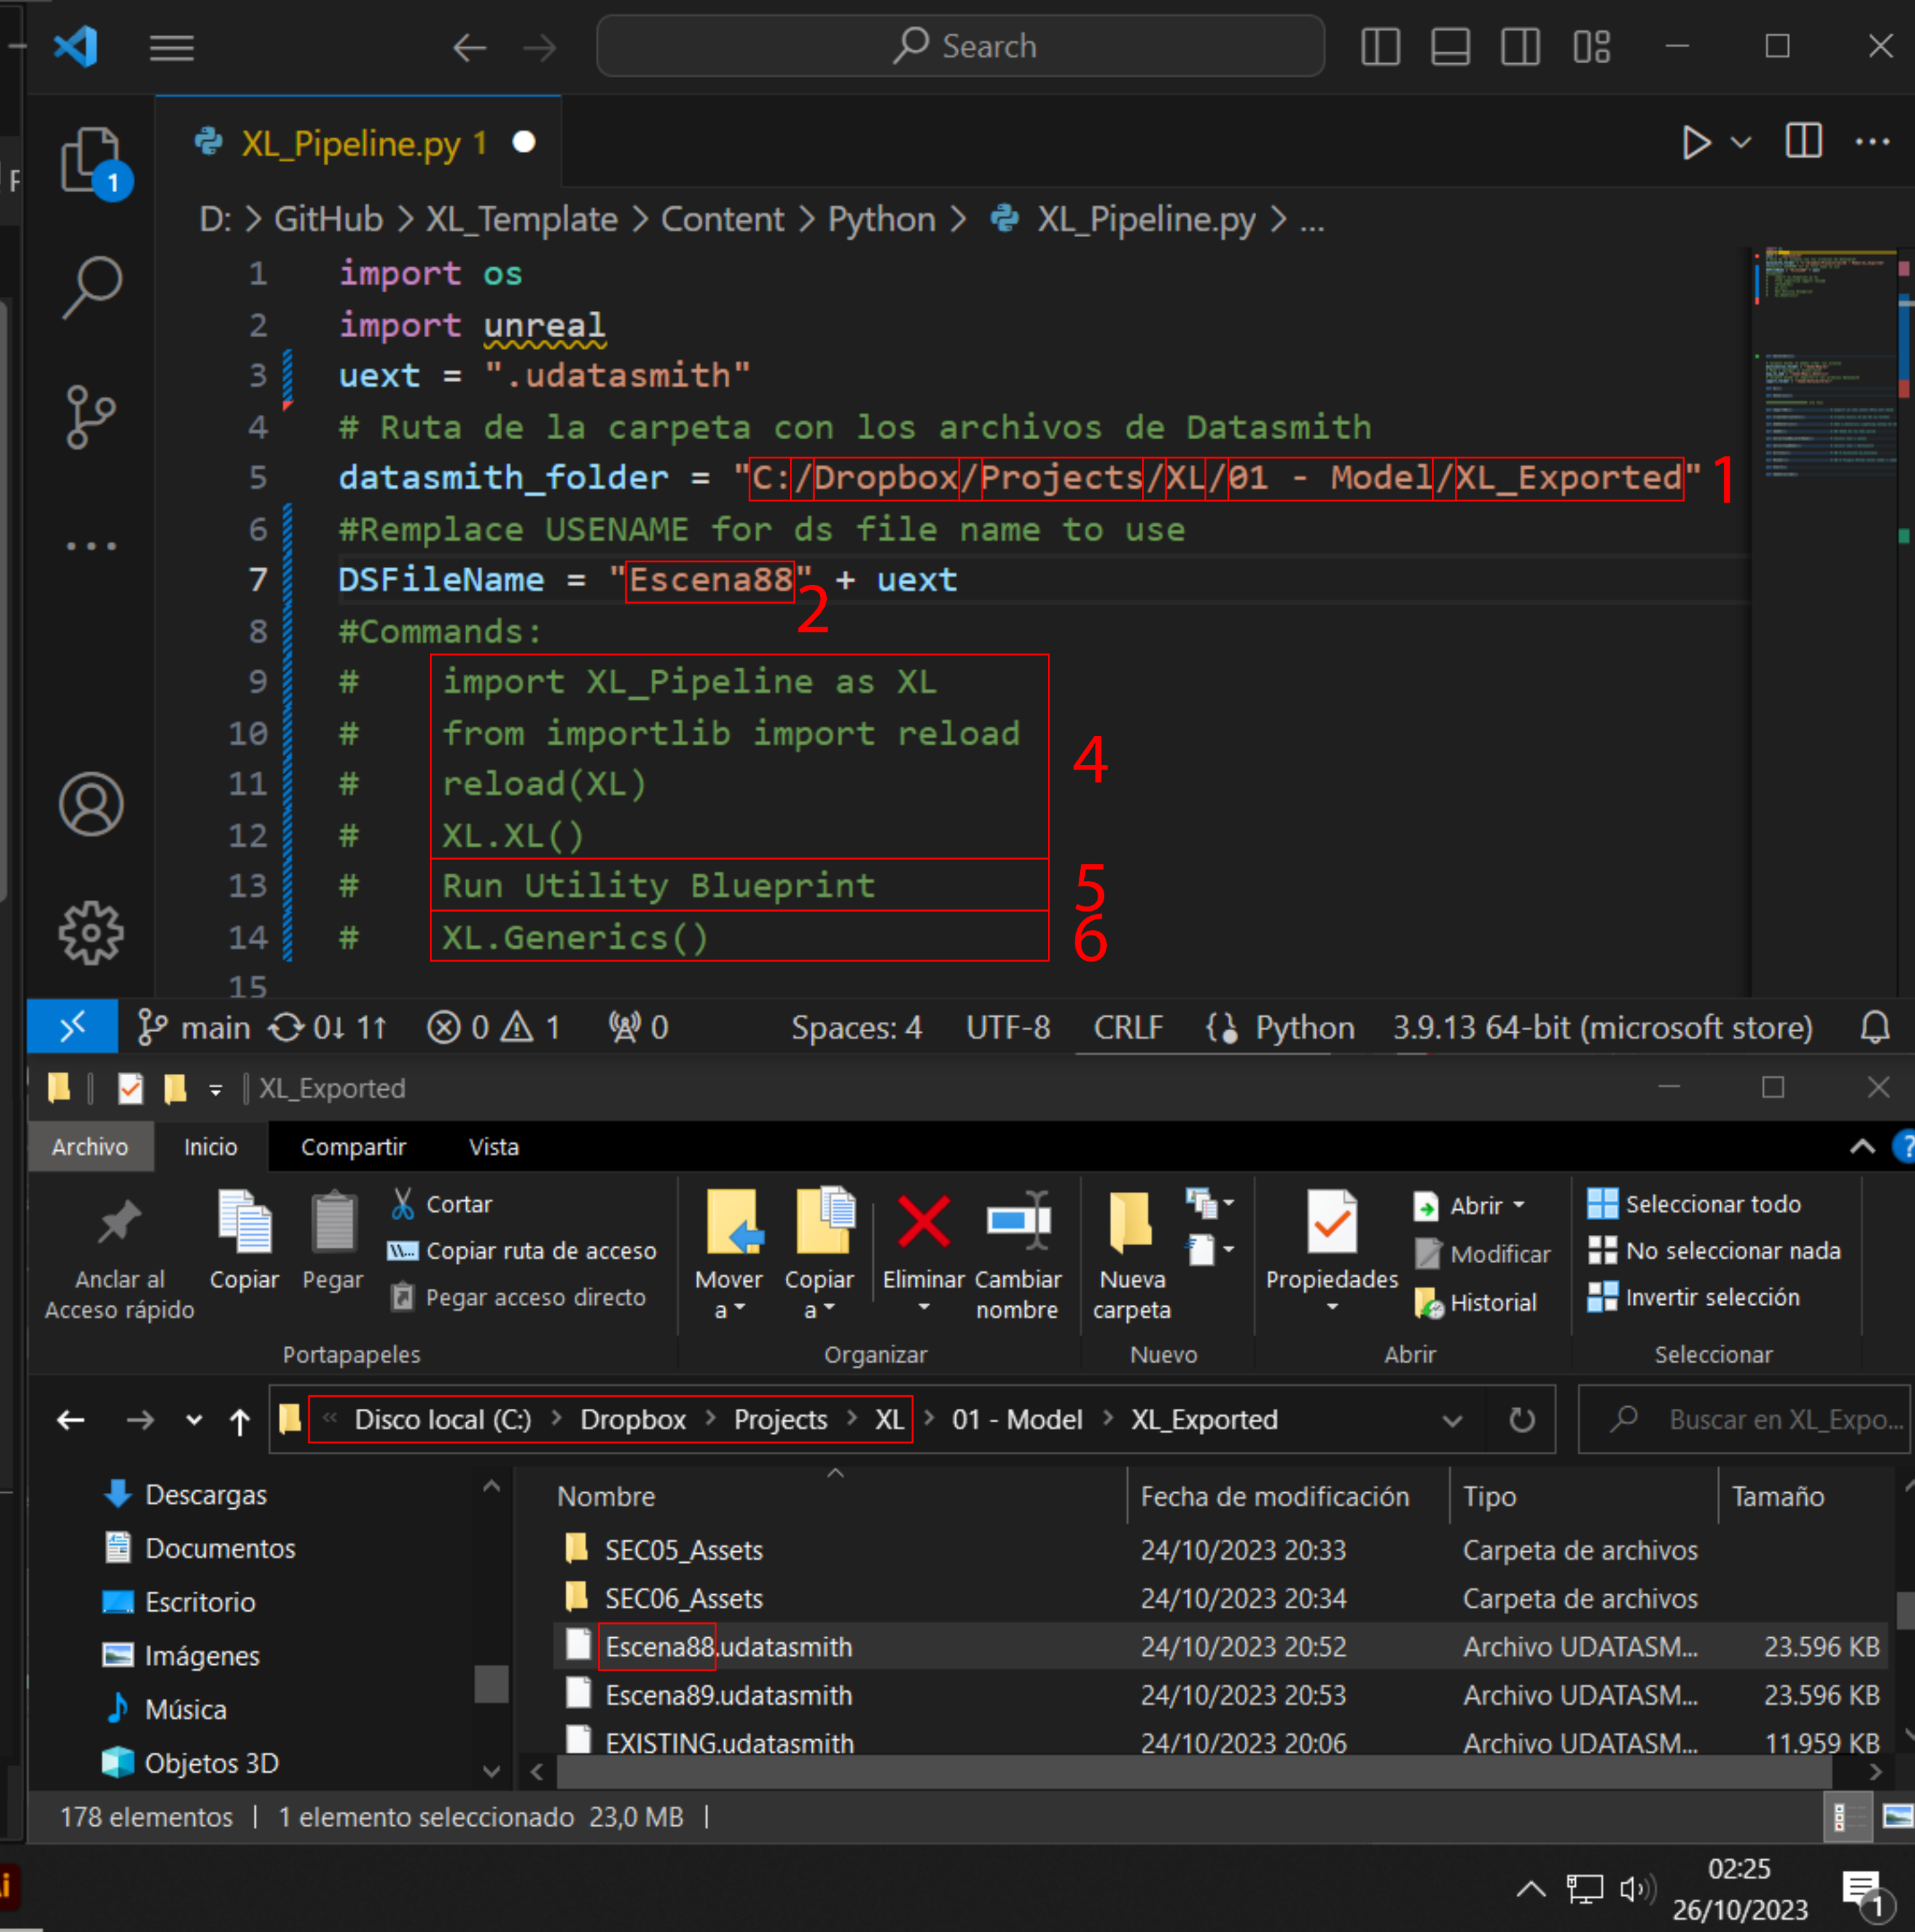 Search
XL_Pipeline.py 1
1
D: > GitHub > XL_Template > Content > Python > XL_Pipeline.py > ...
1 import os
2 import unreal
3 uext = ".udatasmith"
4 # Ruta de la carpeta con los archivos de Datasmith
5 datasmith_folder = "C:/Dropbox/Projects/XL/01 - Model/XL_Exported" 1
6 #Remplace USENAME for ds file name to use
7 DSFileName = "Escena88" + uext
2
8 #Commands:
9 # import XL_Pipeline as XL
10 # from importlib import reload
4
11 # reload(XL)
12 # XL.XL()
13 # Run Utility Blueprint 5
14 # XL.Generics() 6
15
main 0↓ 1↑ 0 1 0 Spaces: 4 UTF-8 CRLF Python 3.9.13 64-bit (microsoft store)
XL_Exported
Archivo Inicio Compartir Vista ?
Anclar al Acceso rápido
Copiar
Pegar
Cortar
Copiar ruta de acceso
Pegar acceso directo
Mover a
Copiar a
Eliminar
Cambiar nombre
Nueva carpeta
Propiedades
Abrir
Modificar
Historial
Seleccionar todo
No seleccionar nada
Invertir selección
Portapapeles Organizar Nuevo Abrir Seleccionar
« Disco local (C:) > Dropbox > Projects > XL > 01 - Model > XL_Exported
Buscar en XL_Expo...
Descargas
Documentos
Escritorio
Imágenes
Música
Objetos 3D
Nombre Fecha de modificación Tipo Tamaño
SEC05_Assets 24/10/2023 20:33 Carpeta de archivos
SEC06_Assets 24/10/2023 20:34 Carpeta de archivos
Escena88.udatasmith 24/10/2023 20:52 Archivo UDATASM... 23.596 KB
Escena89.udatasmith 24/10/2023 20:53 Archivo UDATASM... 23.596 KB
EXISTING.udatasmith 24/10/2023 20:06 Archivo UDATASM... 11.959 KB
178 elementos | 1 elemento seleccionado 23,0 MB |
02:25
26/10/2023
1